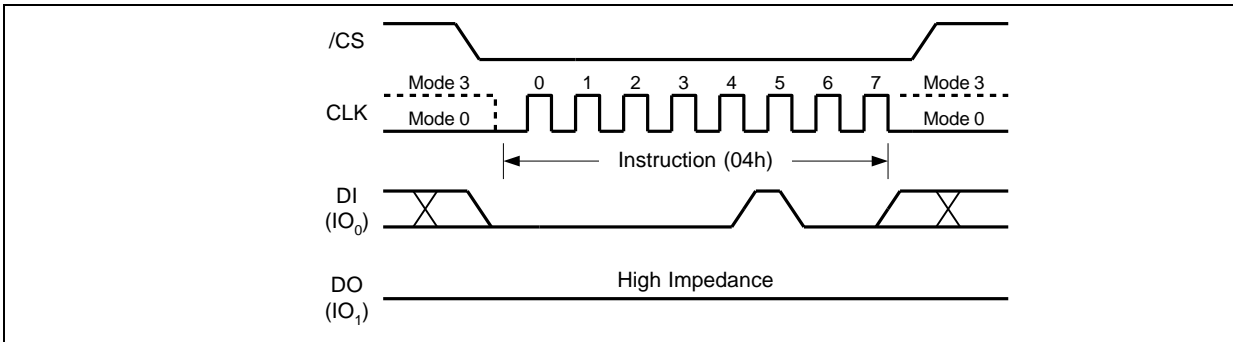 /CS
Mode 3 0 1 2 3 4 5 6 7 Mode 3
CLK
Mode 0 Mode 0
Instruction (04h)
DI
(IO₀)
High Impedance
DO
(IO₁)